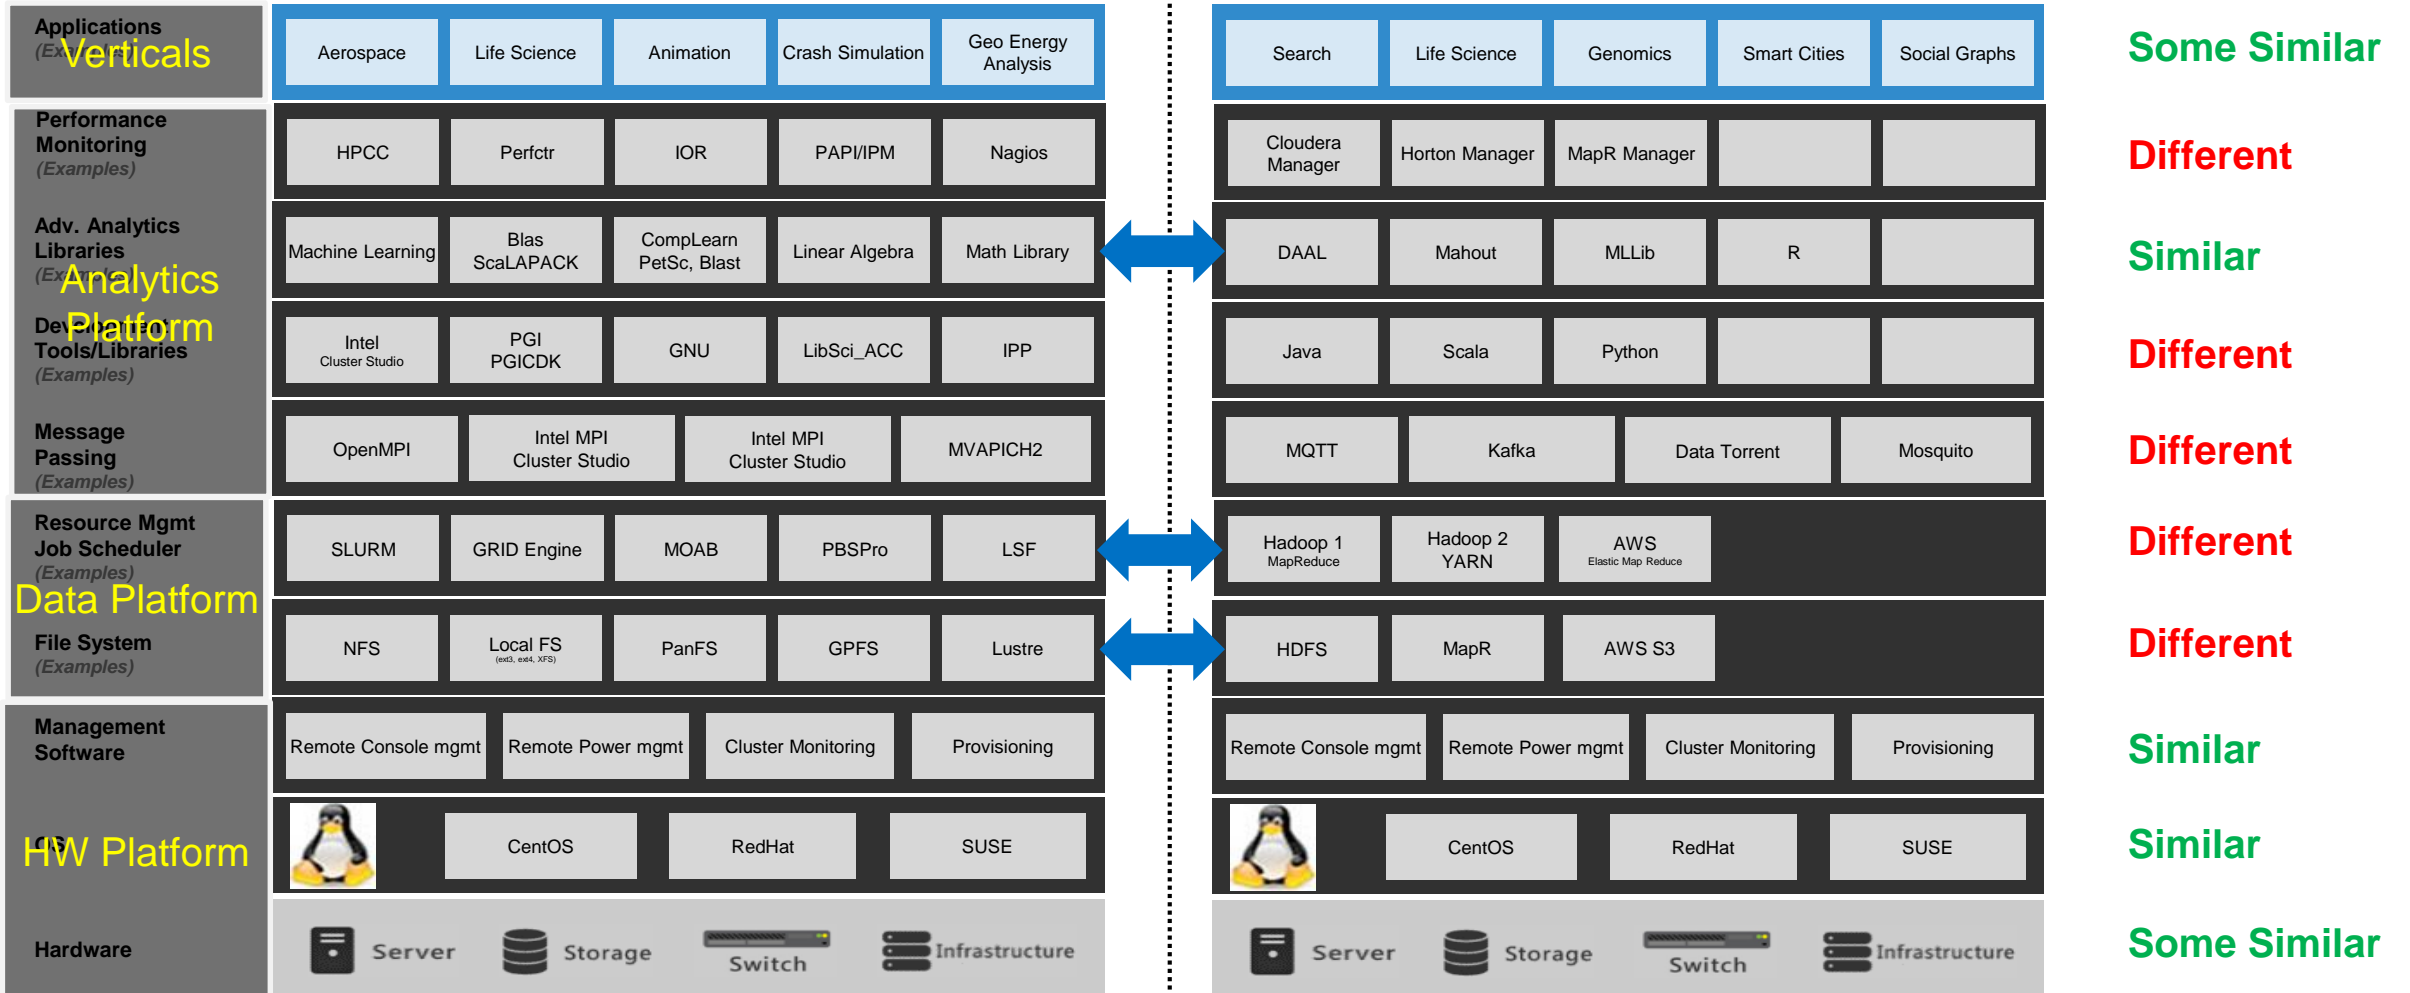 Applications
(Examples)
Verticals
Aerospace
Life Science
Animation
Crash Simulation
Geo Energy
Analysis
Search
Life Science
Genomics
Smart Cities
Social Graphs
Some Similar
Performance
Monitoring
(Examples)
HPCC
Perfctr
IOR
PAPI/IPM
Nagios
Cloudera
Manager
Horton Manager
MapR Manager
Different
Adv. Analytics
Libraries
(Examples)
Analytics
Platform
Machine Learning
Blas
ScaLAPACK
CompLearn
PetSc, Blast
Linear Algebra
Math Library
DAAL
Mahout
MLLib
R
Similar
Development
Tools/Libraries
(Examples)
Intel
Cluster Studio
PGI
PGICDK
GNU
LibSci_ACC
IPP
Java
Scala
Python
Different
Message
Passing
(Examples)
OpenMPI
Intel MPI
Cluster Studio
Intel MPI
Cluster Studio
MVAPICH2
MQTT
Kafka
Data Torrent
Mosquito
Different
Resource Mgmt
Job Scheduler
(Examples)
Data Platform
SLURM
GRID Engine
MOAB
PBSPro
LSF
Hadoop 1
MapReduce
Hadoop 2
YARN
AWS
Elastic Map Reduce
Different
File System
(Examples)
NFS
Local FS
(ext3, ext4, XFS)
PanFS
GPFS
Lustre
HDFS
MapR
AWS S3
Different
Management
Software
Remote Console mgmt
Remote Power mgmt
Cluster Monitoring
Provisioning
Remote Console mgmt
Remote Power mgmt
Cluster Monitoring
Provisioning
Similar
OS
HW Platform
CentOS
RedHat
SUSE
CentOS
RedHat
SUSE
Similar
Hardware
Server
Storage
Switch
Infrastructure
Server
Storage
Switch
Infrastructure
Some Similar